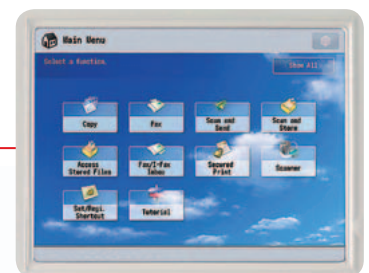 Main Menu
Select a function.
Show All
Copy
Fax
Scan and
Send
Scan and
Store
Access
Stored Files
Fax/I-Fax
Inbox
Secured
Print
Scanner
Set/Regi.
Shortcut
Tutorial